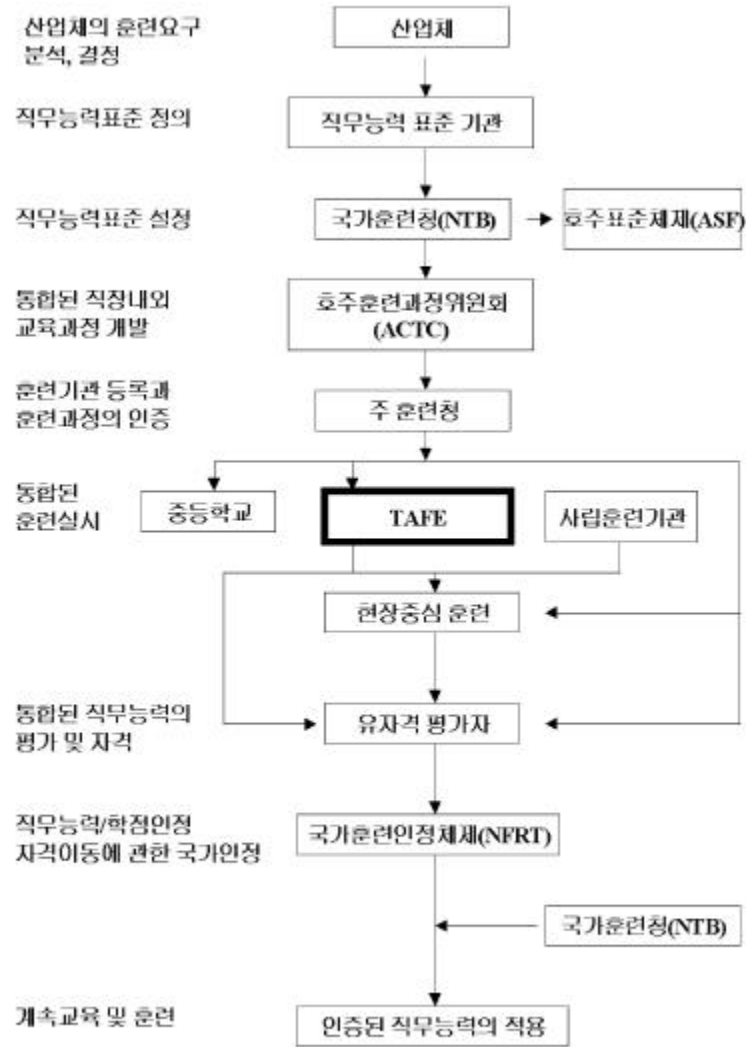 산업체의 훈련요구
분석, 결정
산업체
직무능력표준 정의
직무능력 표준 기관
직무능력표준 설정
국가훈련청(NTB)
호주표준체재(ASF)
통합된 직장내외
교육과정 개발
호주훈련과정위원회
(ACTC)
훈련기관 등록과
훈련과정의 인증
주 훈련청
통합된
훈련실시
중등학교
TAFE
사립훈련기관
현장중심 훈련
통합된 직무능력의
평가 및 자격
유자격 평가자
직무능력/학점인정
자격이동에 관한 국가인정
국가훈련인정체제(NFRT)
국가훈련청(NTB)
계속교육 및 훈련
인증된 직무능력의 적용